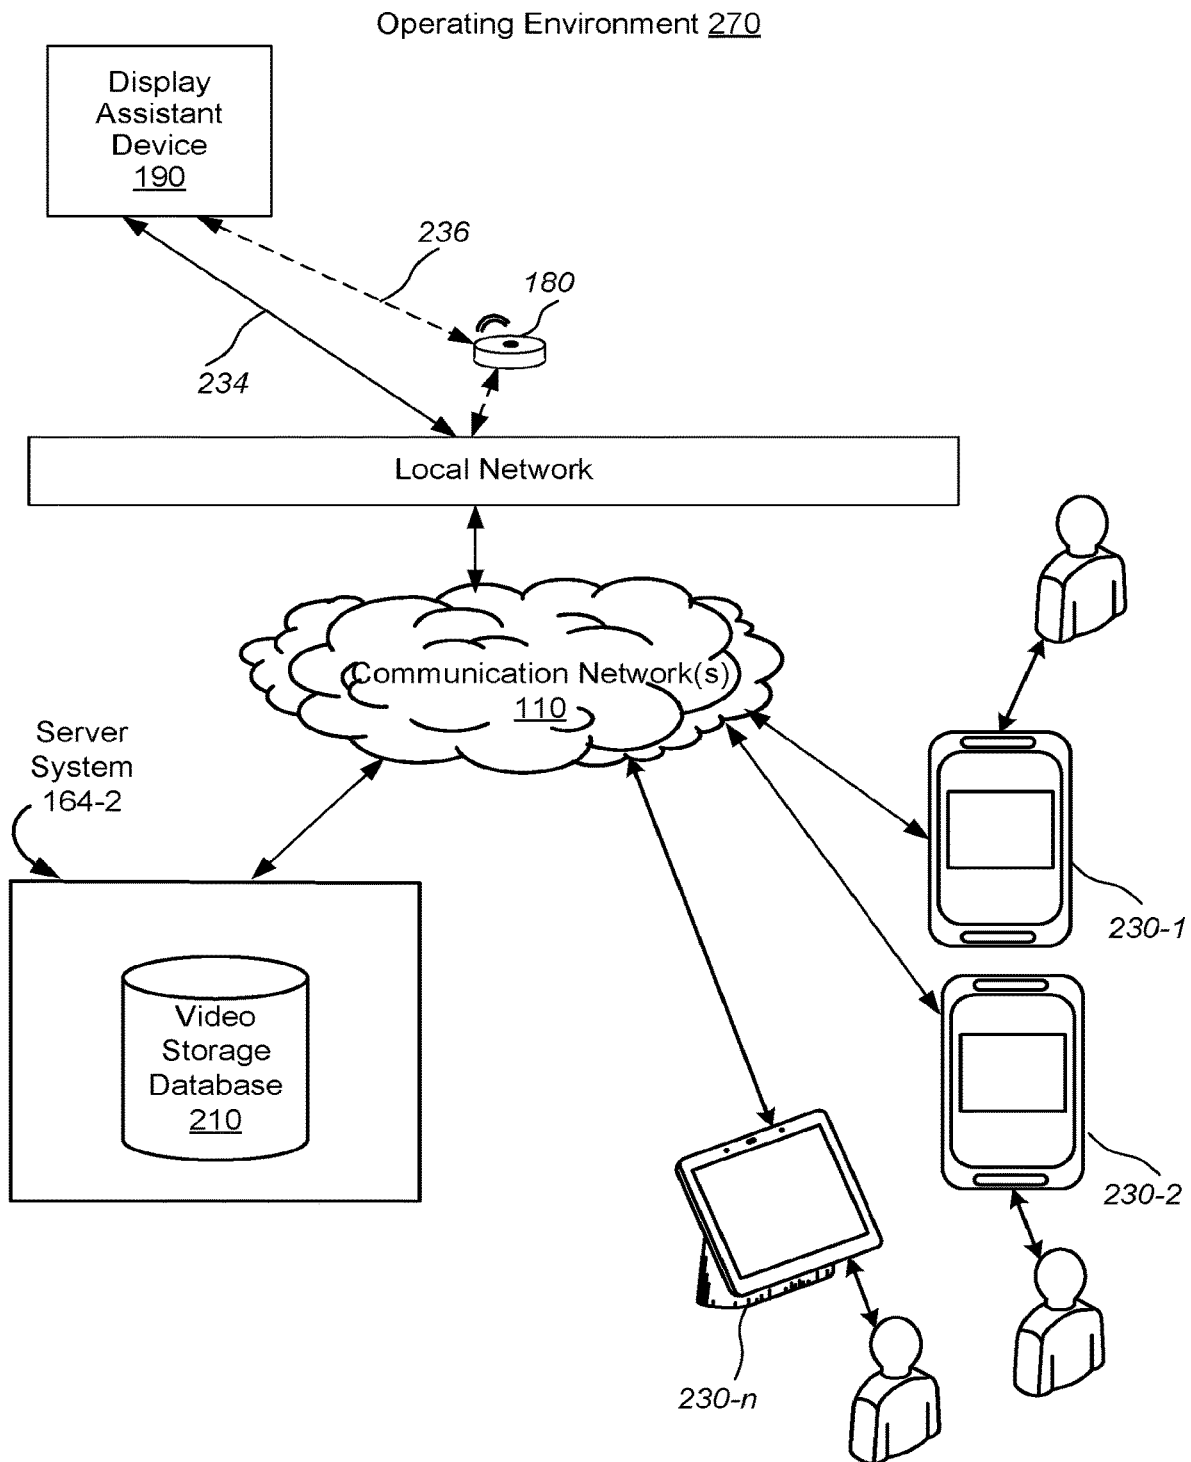 Operating Environment 270
Display
Assistant
Device
190
236
180
234
Local Network
Communication Network(s)
110
Server
System
164-2
230-1
Video
Storage
Database
210
230-2
230-n